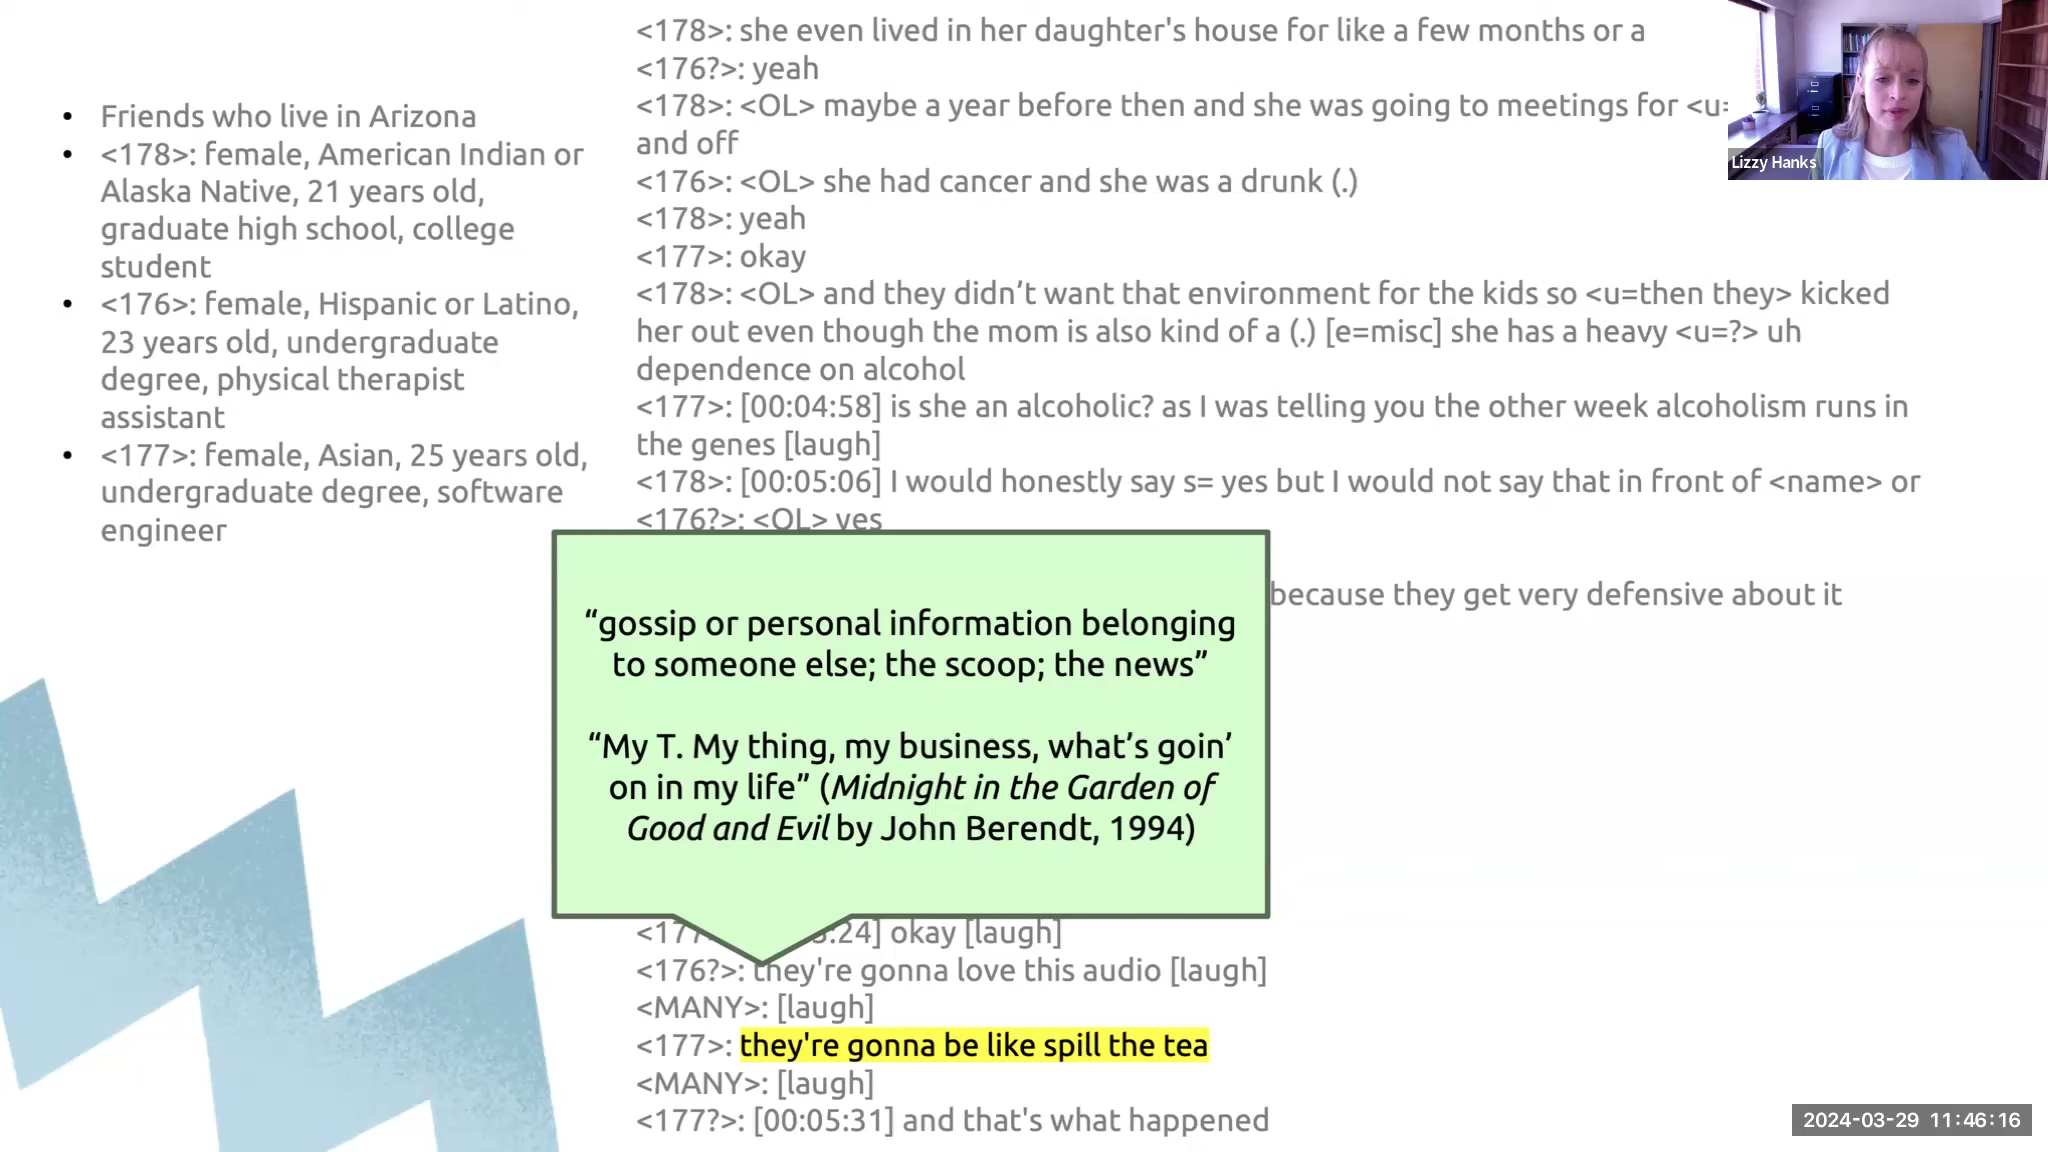 • Friends who live in Arizona
• <178>: female, American Indian or
Alaska Native, 21 years old,
graduate high school, college
student
• <176>: female, Hispanic or Latino,
23 years old, undergraduate
degree, physical therapist
assistant
• <177>: female, Asian, 25 years old,
undergraduate degree, software
engineer
<178>: she even lived in her daughter's house for like a few months or a
<176?>: yeah
<178>: <OL> maybe a year before then and she was going to meetings for <u=
and off
<176>: <OL> she had cancer and she was a drunk (.)
<178>: yeah
<177>: okay
<178>: <OL> and they didn’t want that environment for the kids so <u=then they> kicked
her out even though the mom is also kind of a (.) [e=misc] she has a heavy <u=?> uh
dependence on alcohol
<177>: [00:04:58] is she an alcoholic? as I was telling you the other week alcoholism runs in
the genes [laugh]
<178>: [00:05:06] I would honestly say s= yes but I would not say that in front of <name> or
<176?>: <OL> yes
because they get very defensive about it
“gossip or personal information belonging
to someone else; the scoop; the news”
“My T. My thing, my business, what’s goin’
on in my life” (Midnight in the Garden of
Good and Evil by John Berendt, 1994)
:24] okay [laugh]
<176?>: they're gonna love this audio [laugh]
<MANY>: [laugh]
<177>: they're gonna be like spill the tea
<MANY>: [laugh]
<177?>: [00:05:31] and that's what happened
Lizzy Hanks
2024-03-29 11:46:16